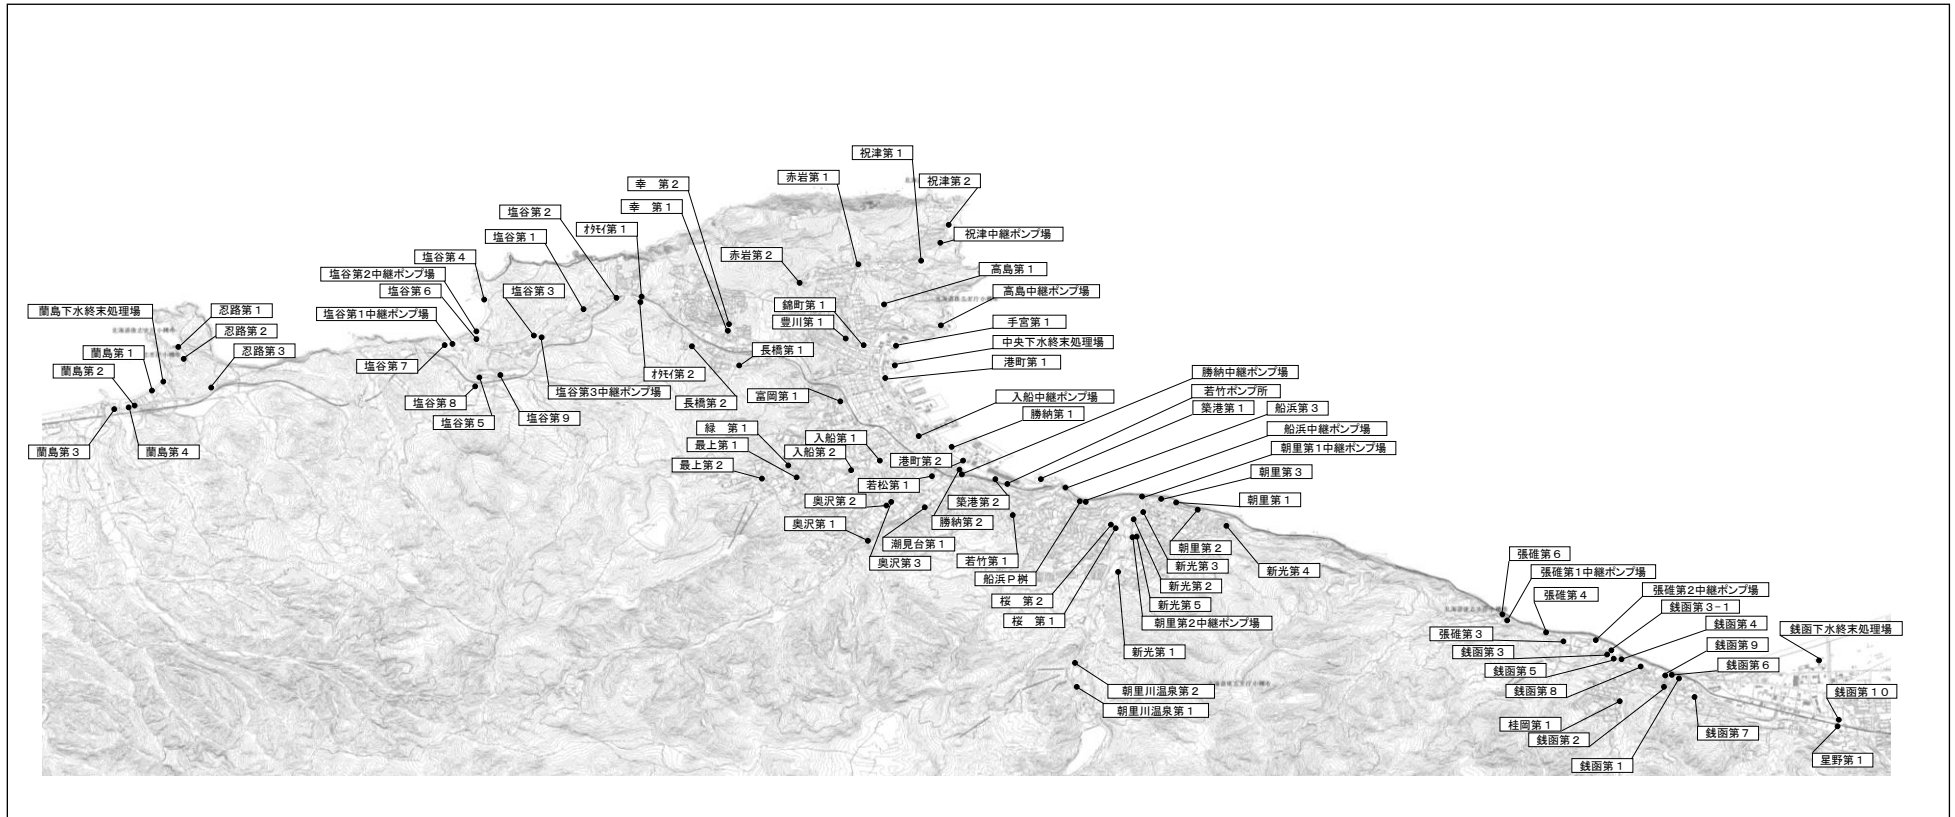 祝津第１
赤岩第１
祝津第２
幸　第２
幸　第１
塩谷第２
ｵﾀﾓｲ第１
塩谷第１
祝津中継ポンプ場
塩谷第４
赤岩第２
塩谷第2中継ポンプ場
高島第１
塩谷第６
塩谷第３
高島中継ポンプ場
蘭島下水終末処理場
忍路第１
錦町第１
塩谷第1中継ポンプ場
豊川第１
手宮第１
忍路第２
中央下水終末処理場
蘭島第１
忍路第３
長橋第１
港町第１
塩谷第７
蘭島第２
ｵﾀﾓｲ第２
勝納中継ポンプ場
塩谷第3中継ポンプ場
若竹ポンプ所
富岡第１
入船中継ポンプ場
塩谷第８
長橋第２
築港第１
船浜第３
勝納第１
塩谷第５
塩谷第９
緑　第１
船浜中継ポンプ場
入船第１
最上第１
朝里第1中継ポンプ場
蘭島第３
蘭島第４
入船第２
港町第２
最上第２
朝里第３
若松第１
奥沢第２
築港第２
朝里第１
奥沢第１
勝納第２
潮見台第１
朝里第２
奥沢第３
若竹第１
張碓第６
新光第３
新光第４
船浜Ｐ桝
張碓第1中継ポンプ場
新光第２
張碓第４
張碓第2中継ポンプ場
桜　第２
新光第５
銭函第３-１
桜　第１
朝里第2中継ポンプ場
銭函第４
張碓第３
銭函下水終末処理場
新光第１
銭函第３
銭函第９
銭函第５
銭函第６
朝里川温泉第２
銭函第８
銭函第１０
朝里川温泉第１
桂岡第１
銭函第２
銭函第７
銭函第１
星野第１